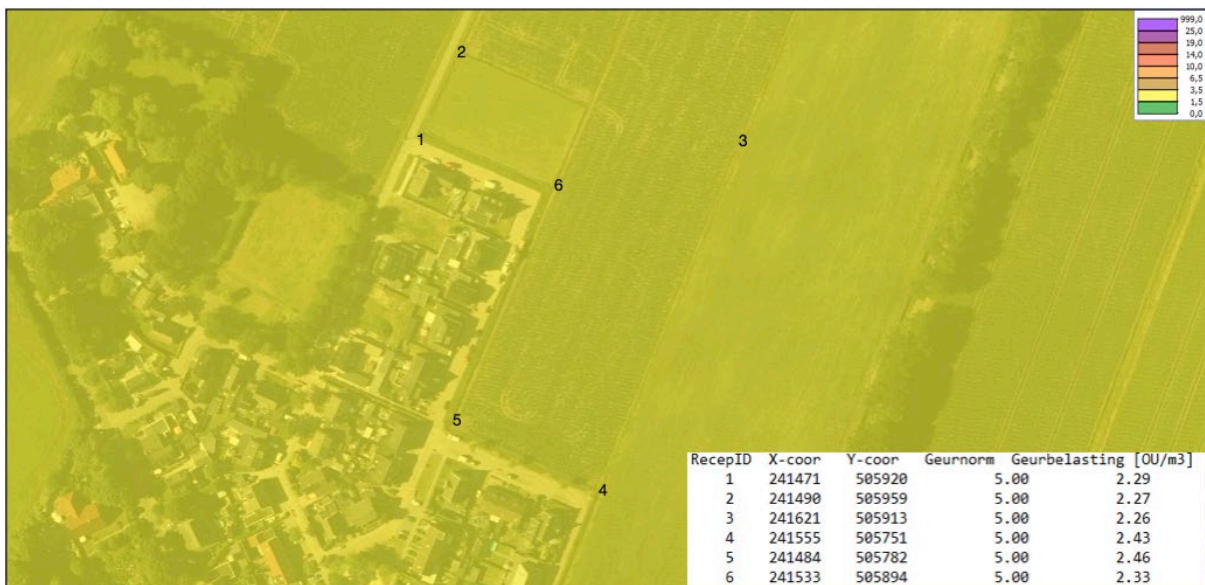 999,0
25,0
19,0
14,0
10,0
6,5
3,5
1,5
0,0
2
1
3
6
5
4
RecepID X-coor Y-coor Geurnorm Geurbelasting [OU/m3]
1 241471 505920 5.00 2.29
2 241490 505959 5.00 2.27
3 241621 505913 5.00 2.26
4 241555 505751 5.00 2.43
5 241484 505782 5.00 2.46
6 241533 505894 5.00 2.33